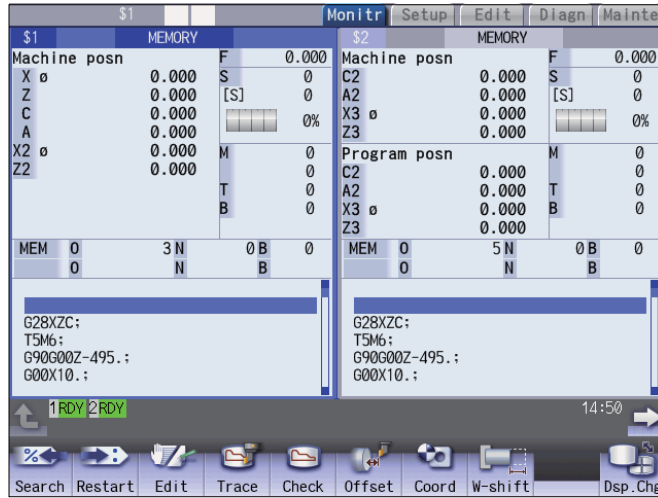 $1 Monitr Setup Edit Diagn Mainte
$1 MEMORY
Machine posn F 0.000
X ø 0.000 S 0
Z 0.000 [S] 0
C 0.000
A 0.000 0%
X2 ø 0.000 M 0
Z2 0.000 0
T 0
B 0
MEM O 3 N 0 B 0
O N B
G28XZC;
T5M6;
G90G00Z-495.;
G00X10.;
$2 MEMORY
Machine posn F 0.000
C2 0.000 S 0
A2 0.000 [S] 0
X3 ø 0.000 0%
Z3 0.000
Program posn M 0
C2 0.000 0
A2 0.000 T 0
X3 ø 0.000 B 0
Z3 0.000
MEM O 5 N 0 B 0
O N B
G28XZC;
T5M6;
G90G00Z-495.;
G00X10.;
1 RDY 2 RDY 14:50
Search Restart Edit Trace Check Offset Coord W-shift Dsp.Chg